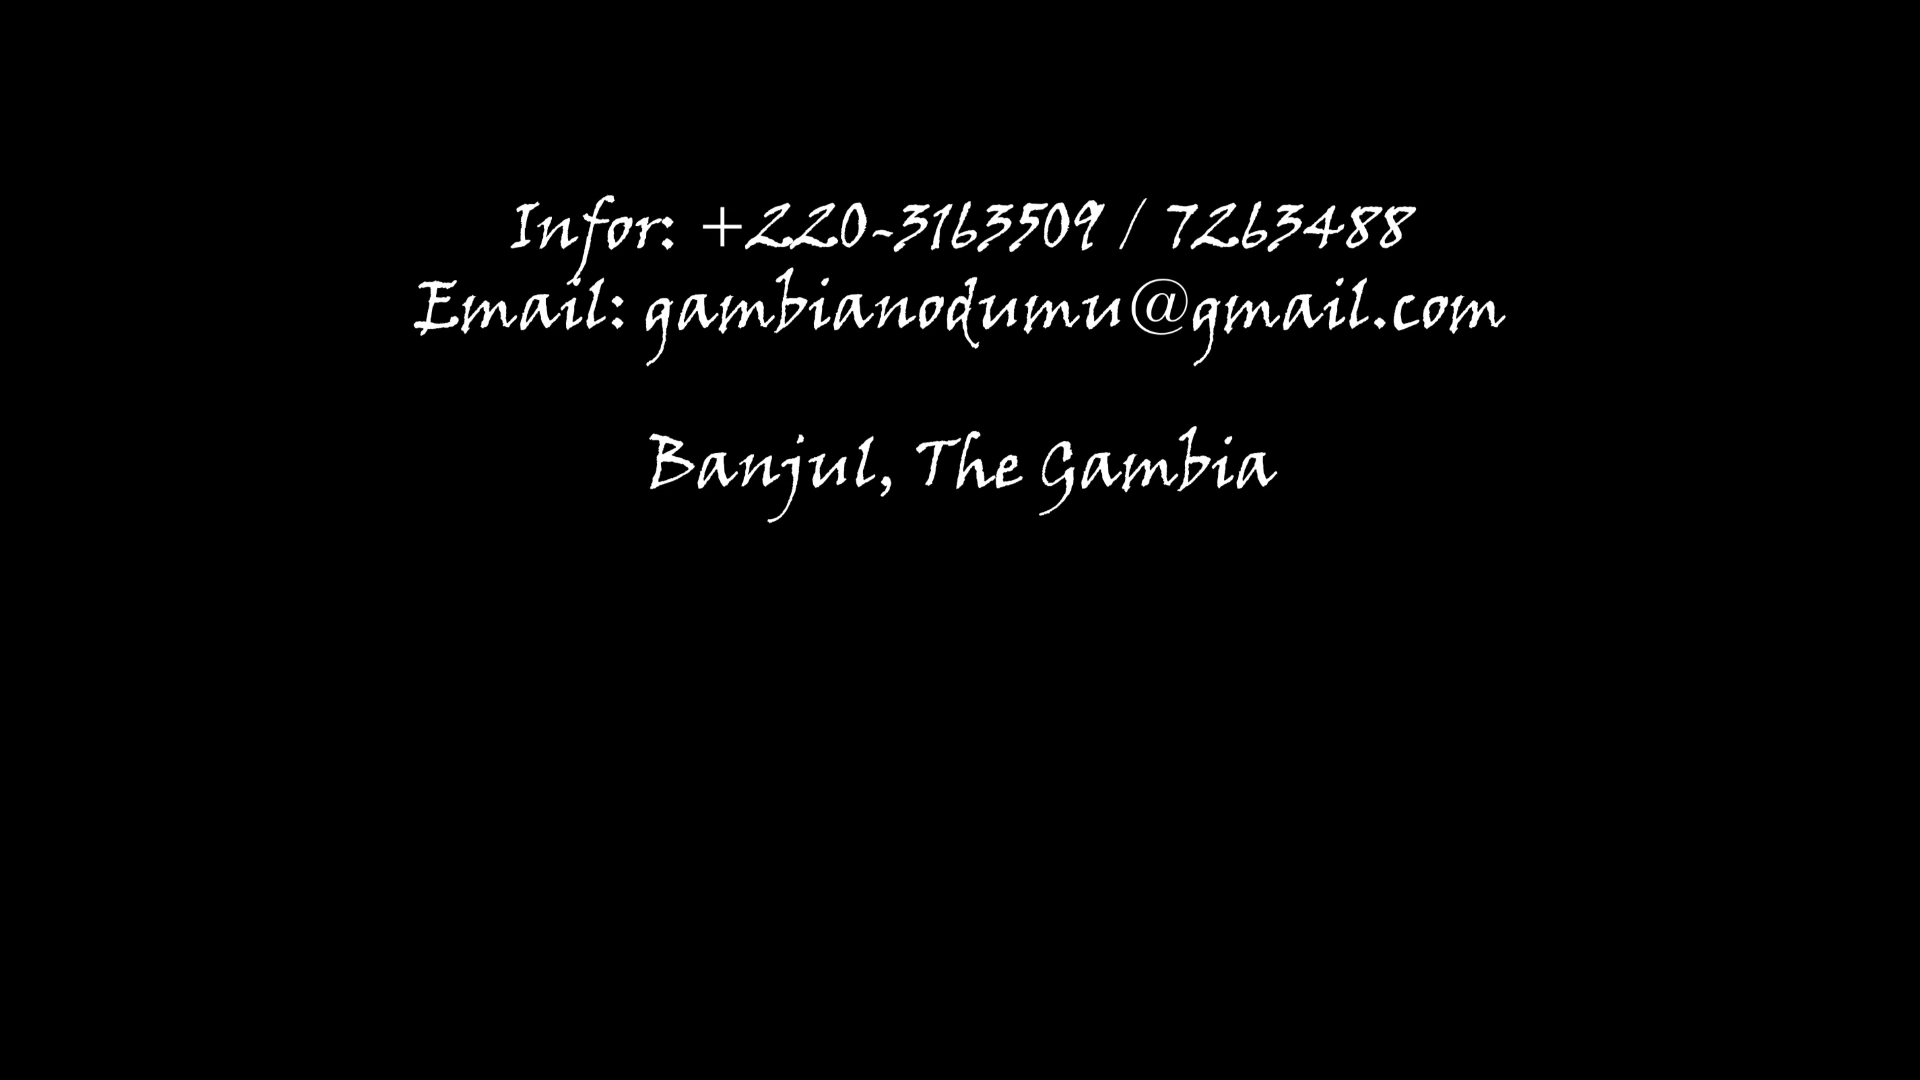 Infor: +220-3163509 / 7263488
Email: gambianodumu@gmail.com
Banjul, The Gambia